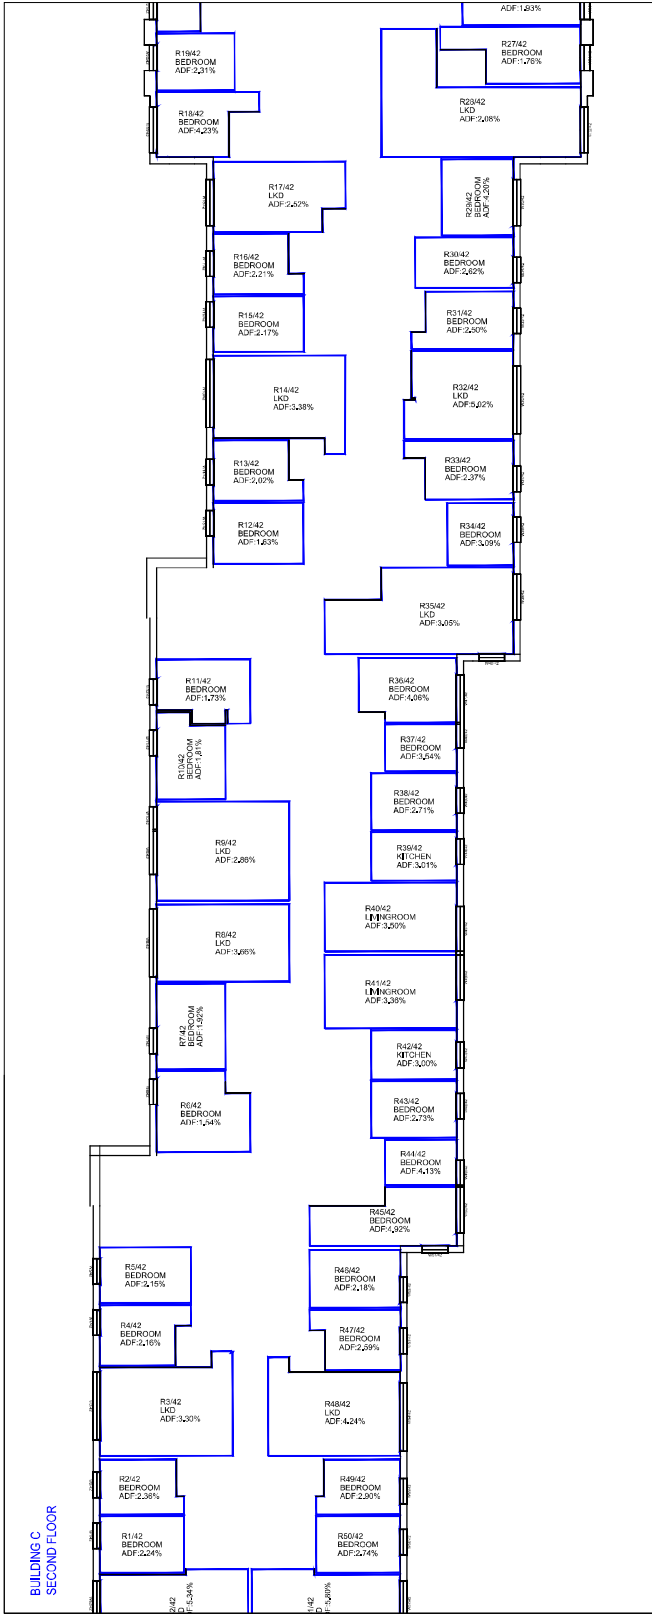 ADF:1.93%
R19/42
BEDROOM
ADF:2.31%
R27/42
BEDROOM
ADF:1.76%
R18/42
BEDROOM
ADF:4.23%
R28/42
LKD
ADF:2.08%
R17/42
LKD
ADF:2.52%
R29/42
BEDROOM
ADF:4.20%
R16/42
BEDROOM
ADF:2.21%
R30/42
BEDROOM
ADF:2.62%
R15/42
BEDROOM
ADF:2.17%
R31/42
BEDROOM
ADF:2.50%
R14/42
LKD
ADF:3.38%
R32/42
LKD
ADF:5.02%
R13/42
BEDROOM
ADF:2.02%
R33/42
BEDROOM
ADF:2.37%
R12/42
BEDROOM
ADF:1.63%
R34/42
BEDROOM
ADF:3.09%
R35/42
LKD
ADF:3.05%
R11/42
BEDROOM
ADF:1.73%
R36/42
BEDROOM
ADF:4.06%
R10/42
BEDROOM
ADF:1.81%
R37/42
BEDROOM
ADF:3.54%
R38/42
BEDROOM
ADF:2.71%
R9/42
LKD
ADF:2.86%
R39/42
KITCHEN
ADF:3.01%
R8/42
LKD
ADF:3.66%
R40/42
LIVINGROOM
ADF:3.50%
R41/42
LIVINGROOM
ADF:3.36%
R7/42
BEDROOM
ADF:1.92%
R42/42
KITCHEN
ADF:3.00%
R6/42
BEDROOM
ADF:1.54%
R43/42
BEDROOM
ADF:2.73%
R44/42
BEDROOM
ADF:4.13%
R45/42
BEDROOM
ADF:4.92%
R5/42
BEDROOM
ADF:2.15%
R46/42
BEDROOM
ADF:2.18%
R4/42
BEDROOM
ADF:2.16%
R47/42
BEDROOM
ADF:2.59%
R3/42
LKD
ADF:3.30%
R48/42
LKD
ADF:4.24%
R2/42
BEDROOM
ADF:2.36%
R49/42
BEDROOM
ADF:2.90%
R1/42
BEDROOM
ADF:2.24%
R50/42
BEDROOM
ADF:2.74%
2/42
D
F:5.34%
1/42
D
F:5.80%
BUILDING C
SECOND FLOOR